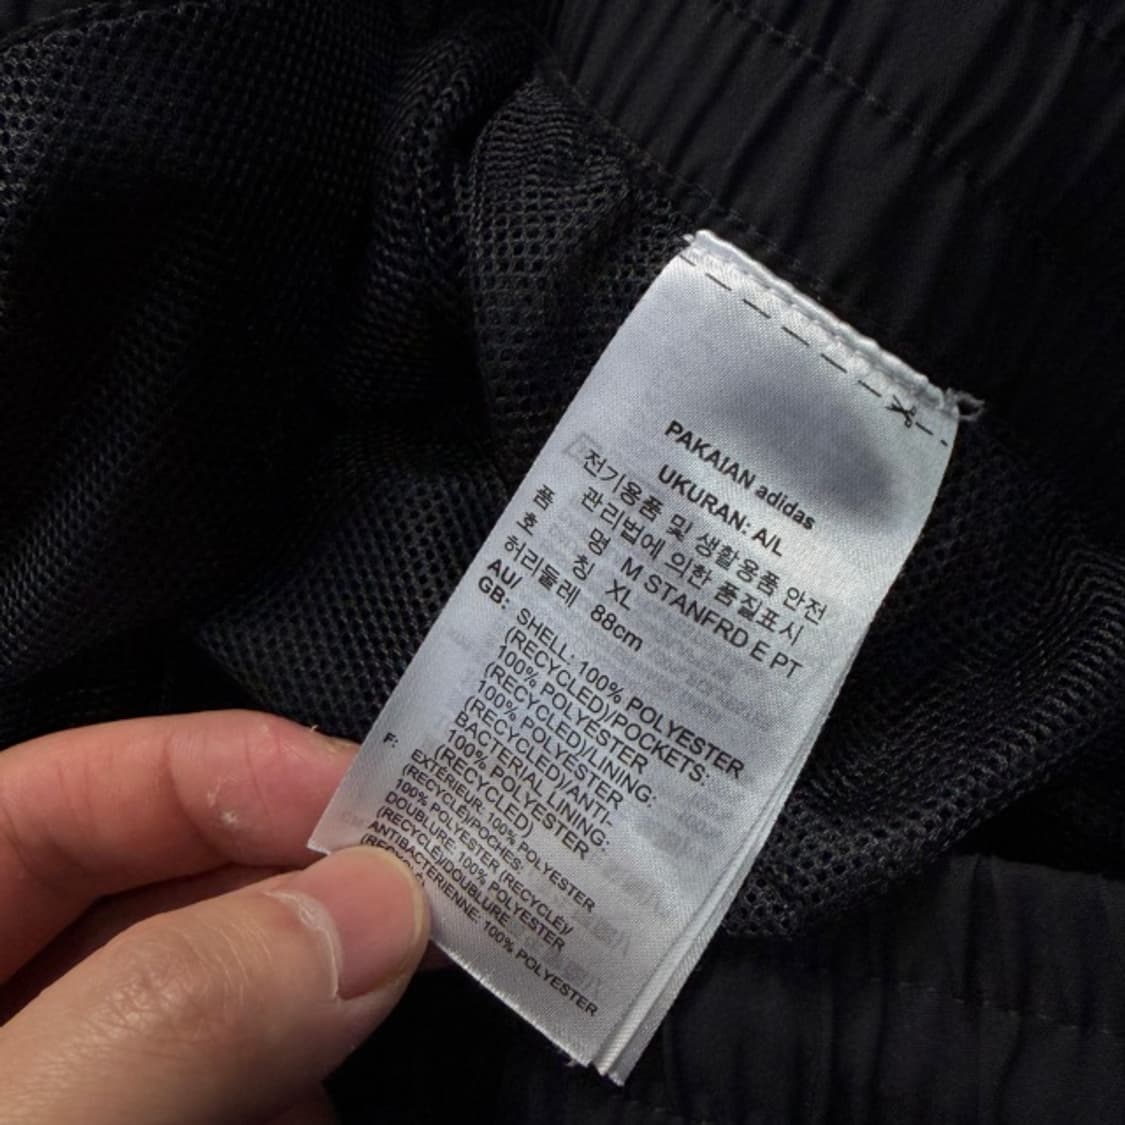 PAKAIAN adidas
UKURAN: A/L
전기용품 및 생활용품 안전
관리법에 의한 품질표시
품 명 M STANFRD E PT
호 칭 XL
허리둘레 88cm
AU/
GB: SHELL: 100% POLYESTER
(RECYCLED)/POCKETS:
100% POLYESTER
(RECYCLED)/LINING:
100% POLYESTER
(RECYCLED)/ANTI-
BACTERIAL LINING:
100% POLYESTER
(RECYCLED)
F: EXTÉRIEUR: 100% POLYESTER
(RECYCLÉ)/POCHES:
100% POLYESTER (RECYCLÉ)/
DOUBLURE: 100% POLYESTER
(RECYCLÉ)/DOUBLURE
ANTIBACTÉRIENNE: 100% POLYESTER